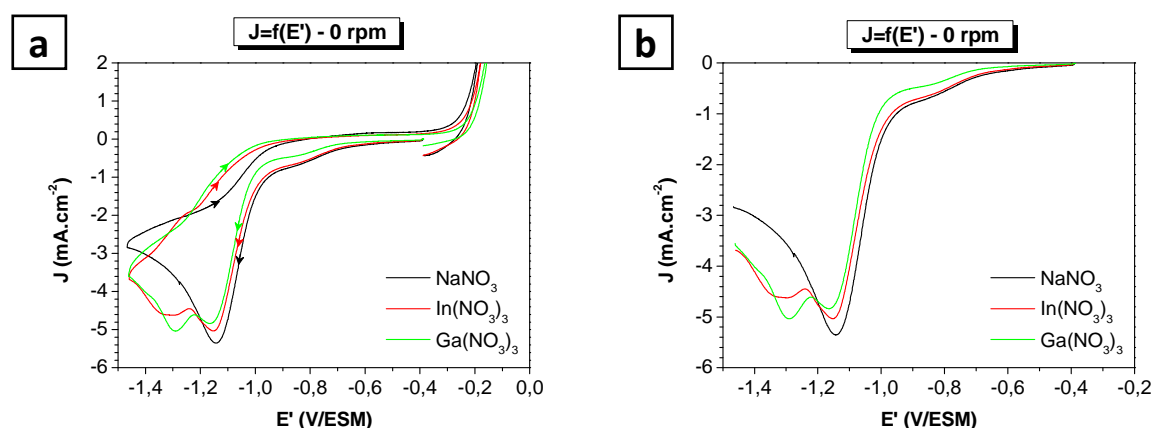 a
J=f(E') - 0 rpm
J (mA.cm⁻²)
2
1
0
-1
-2
-3
-4
-5
-6
NaNO₃
In(NO₃)₃
Ga(NO₃)₃
-1,4 -1,2 -1,0 -0,8 -0,6 -0,4 -0,2 0,0
E' (V/ESM)
b
J=f(E') - 0 rpm
J (mA.cm⁻²)
0
-1
-2
-3
-4
-5
-6
NaNO₃
In(NO₃)₃
Ga(NO₃)₃
-1,4 -1,2 -1,0 -0,8 -0,6 -0,4 -0,2
E' (V/ESM)